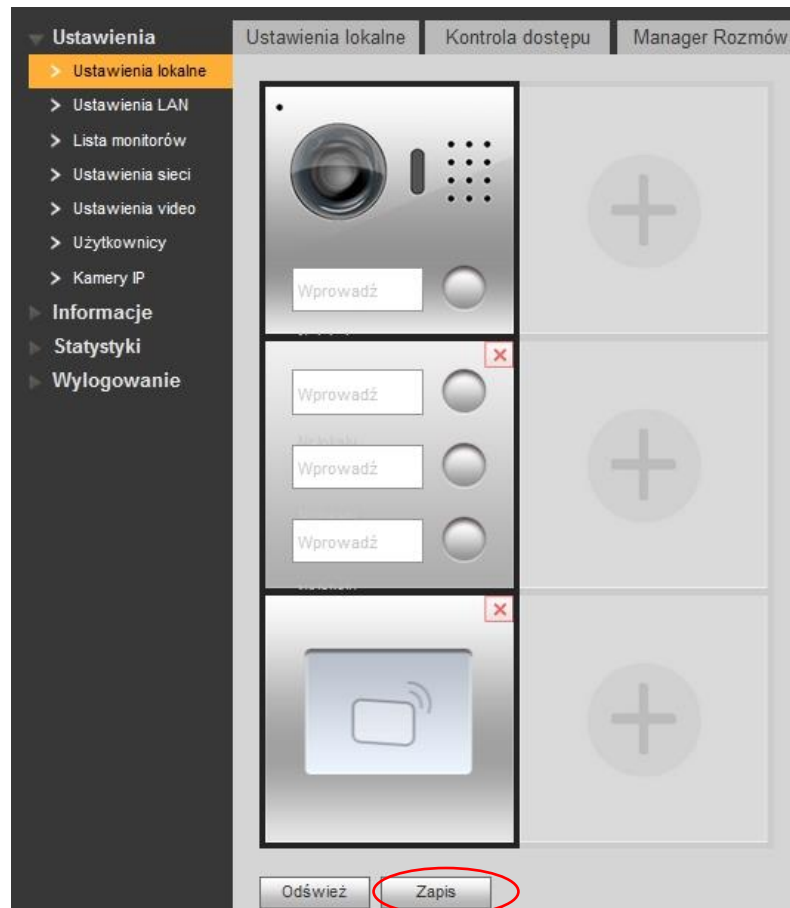 Ustawienia
Ustawienia lokalne
Ustawienia LAN
Lista monitorów
Ustawienia sieci
Ustawienia video
Użytkownicy
Kamery IP
Informacje
Statystyki
Wylogowanie
Ustawienia lokalne Kontrola dostępu Manager Rozmów
Wprowadź
Wprowadź
Wprowadź
Wprowadź
Odśwież Zapis